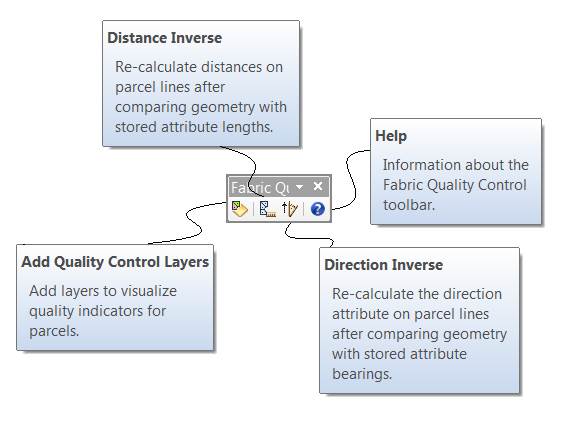 Distance Inverse
Re-calculate distances on
parcel lines after
comparing geometry with
stored attribute lengths.
Help
Information about the
Fabric Quality Control
toolbar.
Fabric Qu
Add Quality Control Layers
Add layers to visualize
quality indicators for
parcels.
Direction Inverse
Re-calculate the direction
attribute on parcel lines
after comparing geometry
with stored attribute
bearings.